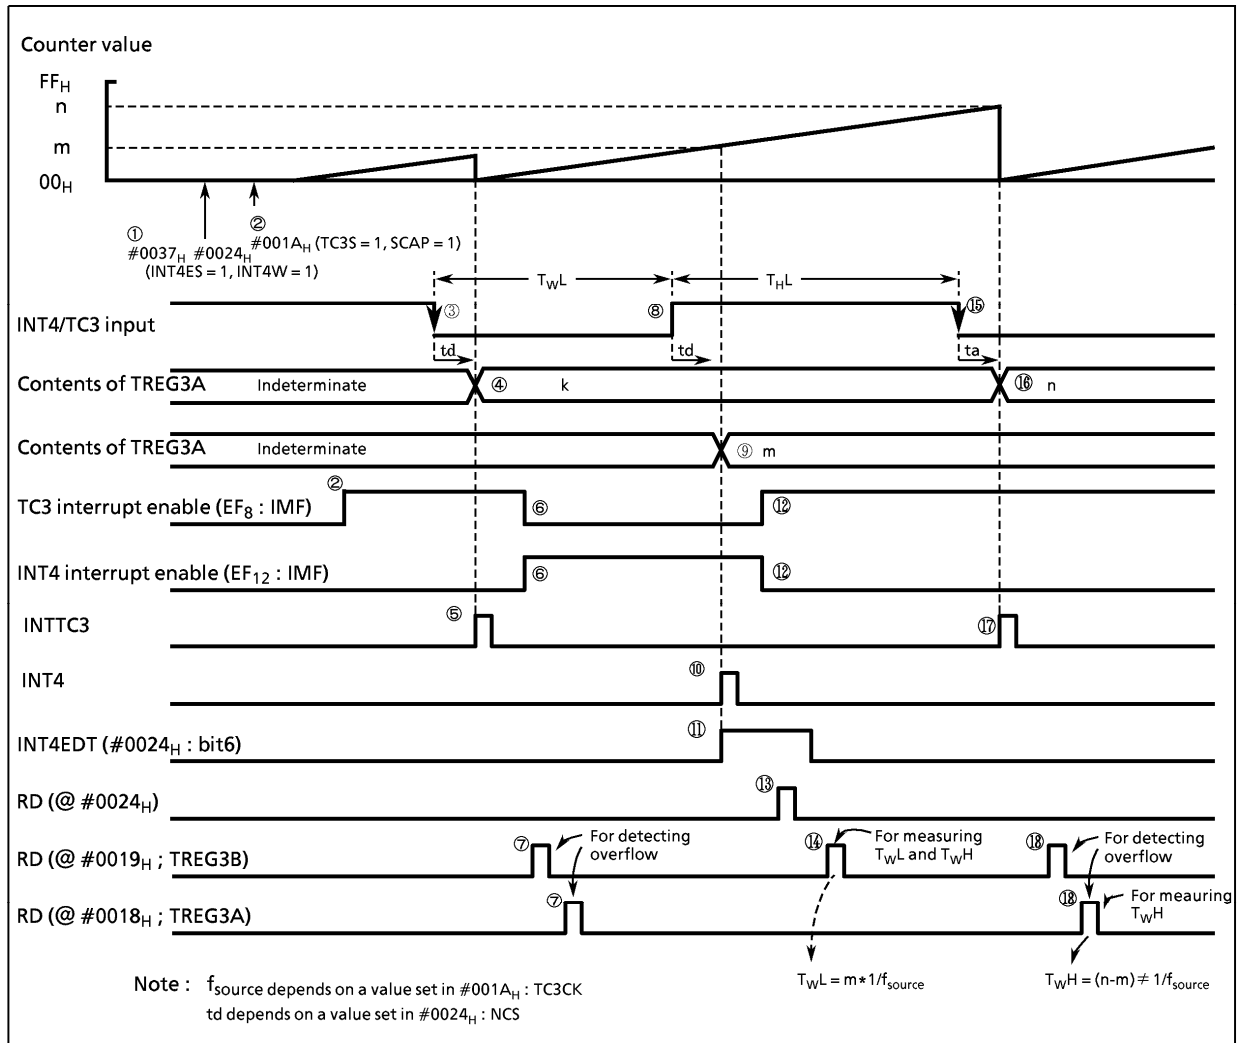 Counter value
FFH
n
m
00H
①
#0037H #0024H
(INT4ES = 1, INT4W = 1)
②
#001AH (TC3S = 1, SCAP = 1)
TWL
THL
INT4/TC3 input
③
⑧
⑮
td
td
ta
Contents of TREG3A
Indeterminate
④
k
⑯
n
Contents of TREG3A
Indeterminate
⑨
m
TC3 interrupt enable (EF8 : IMF)
②
⑥
⑫
INT4 interrupt enable (EF12 : IMF)
⑥
⑫
INTTC3
⑤
⑰
INT4
⑩
INT4EDT (#0024H : bit6)
⑪
RD (@ #0024H)
⑬
RD (@ #0019H ; TREG3B)
⑦
For detecting
overflow
⑭
For measuring
TWL and TWH
⑱
For detecting
overflow
RD (@ #0018H ; TREG3A)
⑦
⑱
For meauring
TWH
TWL = m*1/fsource
TWH = (n-m) ≠ 1/fsource
Note : fsource depends on a value set in #001AH : TC3CK
td depends on a value set in #0024H : NCS